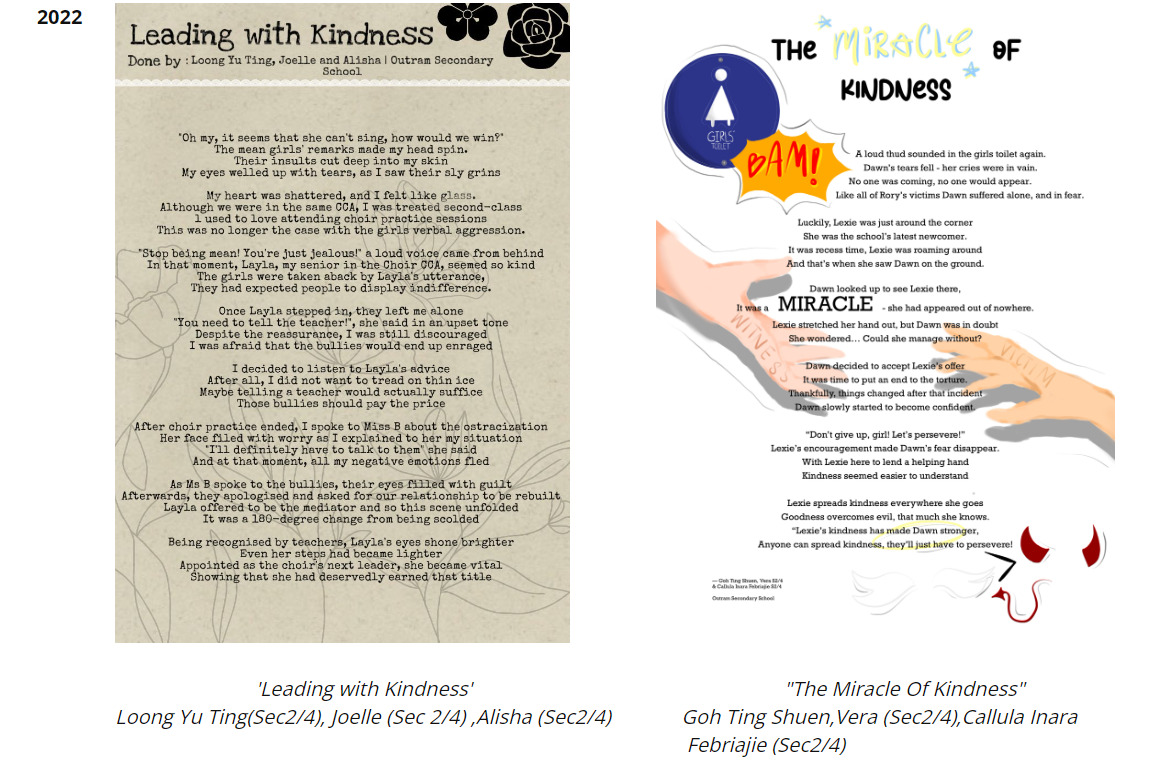 2022
Leading with Kindness
Done by : Loong Yu Ting, Joelle and Alisha | Outram Secondary
School
"Oh my, it seems that she can't sing, how would we win?"
The mean girls' remarks made my head spin.
Their insults cut deep into my skin
My eyes welled up with tears, as I saw their sly grins
My heart was shattered, and I felt like glass.
Although we were in the same CCA, I was treated second-class
I used to love attending choir practice sessions
This was no longer the case with the girls verbal aggression.
"Stop being mean! You're just jealous!" a loud voice came from behind
In that moment, Layla, my senior in the Choir CCA, seemed so kind
The girls were taken aback by Layla's utterance,
They had expected people to display indifference.
Once Layla stepped in, they left me alone
"You need to tell the teacher!", she said in an upset tone
Despite the reassurance, I was still discouraged
I was afraid that the bullies would end up enraged
I decided to listen to Layla's advice
After all, I did not want to tread on thin ice
Maybe telling a teacher would actually suffice
Those bullies should pay the price
After choir practice ended, I spoke to Miss B about the ostracization
Her face filed with worry as I explained to her my situation
"I'll definitely have to talk to them" she said
And at that moment, all my negative emotions fled
As Ms B spoke to the bullies, their eyes filled with guilt
Afterwards, they apologised and asked for our relationship to be rebuilt
Layla offered to be the mediator and so this scene unfolded
It was a 180-degree change from being scolded
Being recognised by teachers, Layla's eyes shone brighter
Even her steps had became lighter
Appointed as the choir's next leader, she became vital
Showing that she had deservedly earned that title
'Leading with Kindness'
Loong Yu Ting(Sec2/4), Joelle (Sec 2/4) ,Alisha (Sec2/4)
THE MIRACLE OF
KINDNESS
GIRLS'
TOILET
BAM!
A loud thud sounded in the girls toilet again.
Dawn's tears fell - her cries were in vain.
No one was coming, no one would appear.
Like all of Rory's victims Dawn suffered alone, and in fear.
Luckily, Lexie was just around the corner
She was the school's latest newcomer.
It was recess time, Lexie was roaming around
And that's when she saw Dawn on the ground.
Dawn looked up to see Lexie there,
It was a MIRACLE - she had appeared out of nowhere.
Lexie stretched her hand out, but Dawn was in doubt
She wondered... Could she manage without?
WITNESS
VICTIM
Dawn decided to accept Lexie's offer
It was time to put an end to the torture.
Thankfully, things changed after that incident
Dawn slowly started to become confident.
"Don't give up, girl! Let's persevere!"
Lexie's encouragement made Dawn's fear disappear.
With Lexie here to lend a helping hand
Kindness seemed easier to understand
Lexie spreads kindness everywhere she goes
Goodness overcomes evil, that much she knows.
"Lexie's kindness has made Dawn stronger,
Anyone can spread kindness, they'll just have to persevere!
— Goh Ting Shuen, Vera S2/4
& Callula Inara Febriajie S2/4
Outram Secondary School
"The Miracle Of Kindness"
Goh Ting Shuen,Vera (Sec2/4),Callula Inara
Febriajie (Sec2/4)